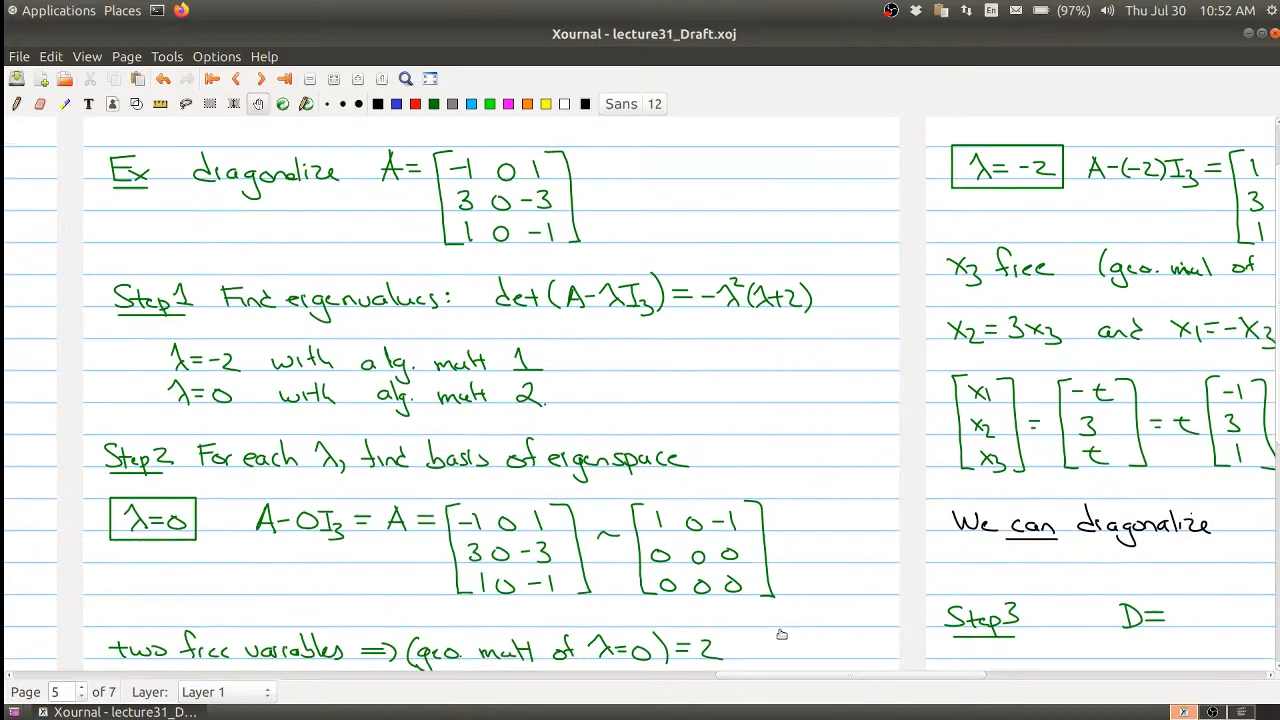 Applications Places En (97%) Thu Jul 30 10:52 AM
Xournal - lecture31_Draft.xoj
File Edit View Page Tools Options Help
Sans 12
Ex diagonalize A = [-1 0 1
3 0 -3
1 0 -1]
Step1 Find eigenvalues: det(A-λI3) = -λ²(λ+2)
λ=-2 with alg. mult 1
λ=0 with alg. mult 2.
Step2 For each λ, find basis of eigenspace
λ=0 A-0I3 = A = [-1 0 1 ~ [1 0 -1
3 0 -3 0 0 0
1 0 -1] 0 0 0]
two free variables ⟹ (geo. mult of λ=0) = 2
λ=-2 A-(-2)I3 = [1
3
1
x3 free (geo. mul of
x2 = 3x3 and x1 = -x3
[x1 [-t [-1
x2 = 3 = t 3
x3] t] 1]
We can diagonalize
Step3 D=
Page 5 of 7 Layer: Layer 1
Xournal - lecture31_D...